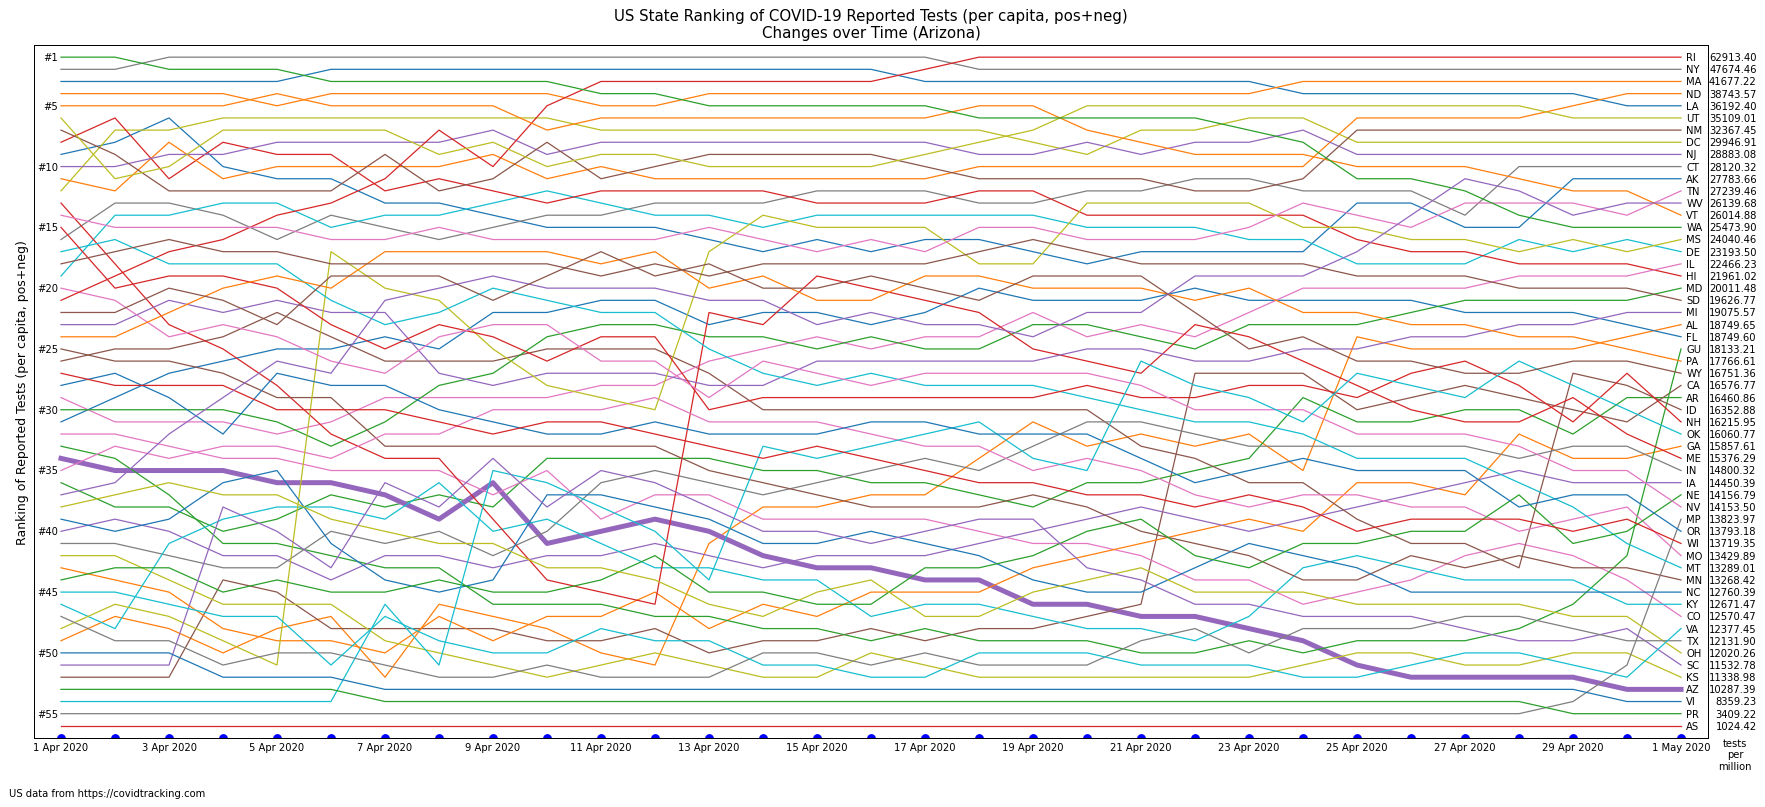 US State Ranking of COVID-19 Reported Tests (per capita, pos+neg)
Changes over Time (Arizona)
Ranking of Reported Tests (per capita, pos+neg)
#1
#5
#10
#15
#20
#25
#30
#35
#40
#45
#50
#55
RI 62913.40
NY 47674.46
MA 41677.22
ND 38743.57
LA 36192.40
UT 35109.01
NM 32367.45
DC 29946.91
NJ 28883.08
CT 28120.32
AK 27783.66
TN 27239.46
WV 26139.68
VT 26014.88
WA 25473.90
MS 24040.46
DE 23193.50
IL 22466.23
HI 21961.02
MD 20011.48
SD 19626.77
MI 19075.57
AL 18749.65
FL 18749.60
GU 18133.21
PA 17766.61
WY 16751.36
CA 16576.77
AR 16460.86
ID 16352.88
NH 16215.95
OK 16060.77
GA 15857.61
ME 15376.29
IN 14800.32
IA 14450.39
NE 14156.79
NV 14153.50
MP 13823.97
OR 13793.18
WI 13719.35
MO 13429.89
MT 13289.01
MN 13268.42
NC 12760.39
KY 12671.47
CO 12570.47
VA 12377.45
TX 12131.90
OH 12020.26
SC 11532.78
KS 11338.98
AZ 10287.39
VI 8359.23
PR 3409.22
AS 1024.42
1 Apr 2020
3 Apr 2020
5 Apr 2020
7 Apr 2020
9 Apr 2020
11 Apr 2020
13 Apr 2020
15 Apr 2020
17 Apr 2020
19 Apr 2020
21 Apr 2020
23 Apr 2020
25 Apr 2020
27 Apr 2020
29 Apr 2020
1 May 2020
tests
per
million
US data from https://covidtracking.com